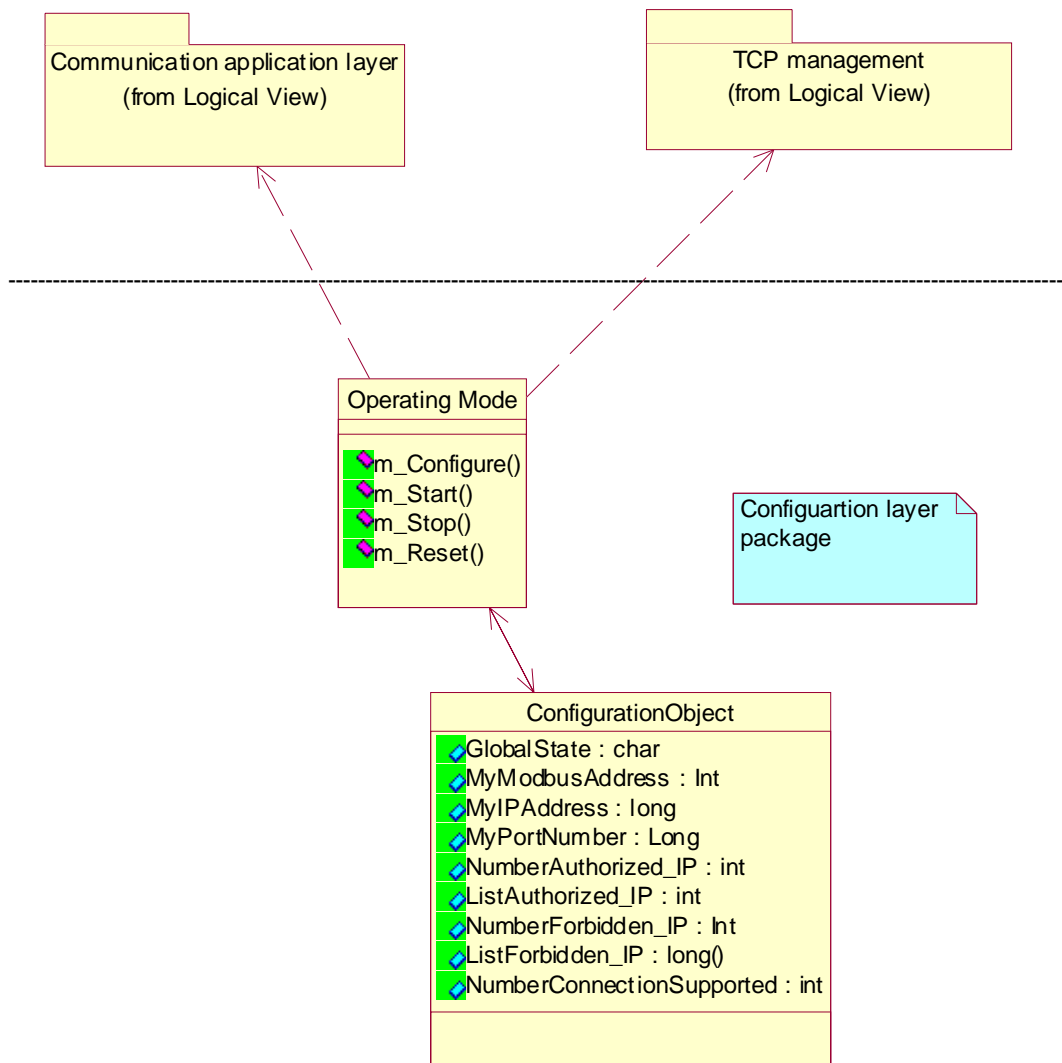 Communication application layer
(from Logical View)
TCP management
(from Logical View)
Operating Mode
m_Configure()
m_Start()
m_Stop()
m_Reset()
Configuartion layer
package
ConfigurationObject
GlobalState : char
MyModbusAddress : Int
MyIPAddress : long
MyPortNumber : Long
NumberAuthorized_IP : int
ListAuthorized_IP : int
NumberForbidden_IP : Int
ListForbidden_IP : long()
NumberConnectionSupported : int